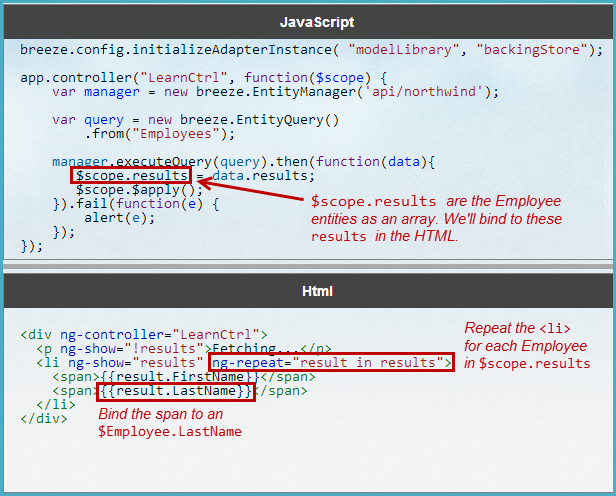 JavaScript
breeze.config.initializeAdapterInstance( "modelLibrary", "backingStore");
app.controller("LearnCtrl", function($scope) {
    var manager = new breeze.EntityManager('api/northwind');
    var query = new breeze.EntityQuery()
        .from("Employees");
    manager.executeQuery(query).then(function(data){
       $scope.results = data.results;
       $scope.$apply();
    }).fail(function(e) {
        alert(e);
    });
});
$scope.results are the Employee
entities as an array. We'll bind to these
results in the HTML.
Html
<div ng-controller="LearnCtrl">
  <p ng-show="!results">Fetching...</p>
  <li ng-show="results" ng-repeat="result in results">
    <span>{{result.FirstName}}</span>
    <span>{{result.LastName}}</span>
  </li>
</div>
Repeat the <li>
for each Employee
in $scope.results
Bind the span to an
$Employee.LastName